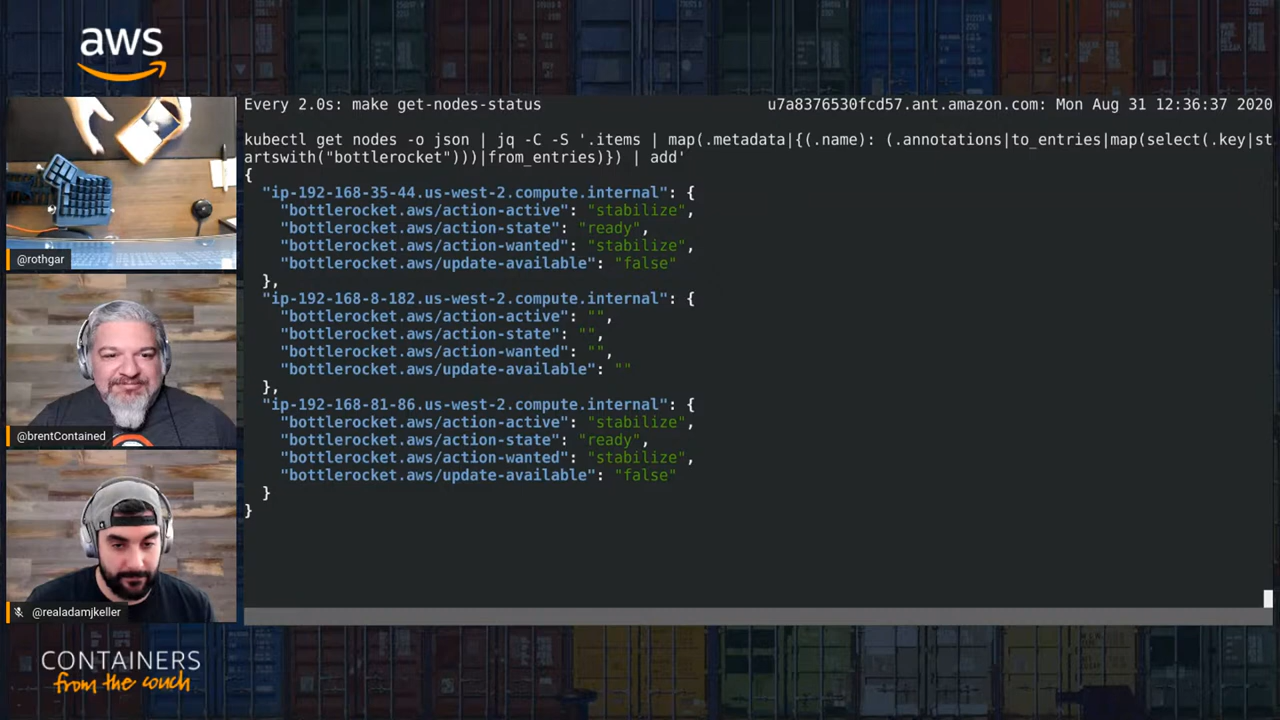 aws
Every 2.0s: make get-nodes-status u7a8376530fcd57.ant.amazon.com: Mon Aug 31 12:36:37 2020
kubectl get nodes -o json | jq -C -S '.items | map(.metadata|{(.name): (.annotations|to_entries|map(select(.key|st
artswith("bottlerocket")))|from_entries)}) | add'
{
"ip-192-168-35-44.us-west-2.compute.internal": {
"bottlerocket.aws/action-active": "stabilize",
"bottlerocket.aws/action-state": "ready",
"bottlerocket.aws/action-wanted": "stabilize",
"bottlerocket.aws/update-available": "false"
},
"ip-192-168-8-182.us-west-2.compute.internal": {
"bottlerocket.aws/action-active": "",
"bottlerocket.aws/action-state": "",
"bottlerocket.aws/action-wanted": "",
"bottlerocket.aws/update-available": ""
},
"ip-192-168-81-86.us-west-2.compute.internal": {
"bottlerocket.aws/action-active": "stabilize",
"bottlerocket.aws/action-state": "ready",
"bottlerocket.aws/action-wanted": "stabilize",
"bottlerocket.aws/update-available": "false"
}
}
@rothgar
@brentContained
@realadamjkeller
CONTAINERS
from the couch